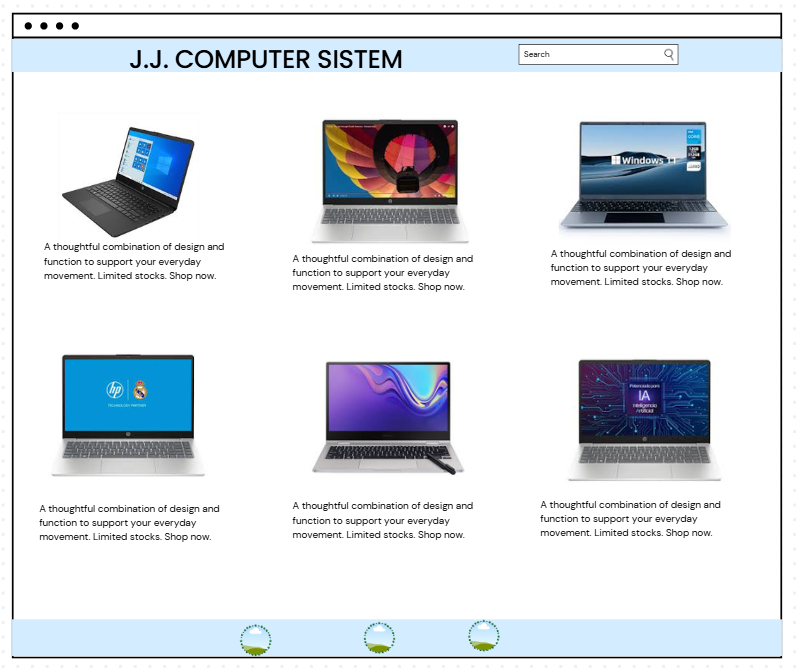 J.J. COMPUTER SISTEM
Search
Windows 11
A thoughtful combination of design and
function to support your everyday
movement. Limited stocks. Shop now.
A thoughtful combination of design and
function to support your everyday
movement. Limited stocks. Shop now.
A thoughtful combination of design and
function to support your everyday
movement. Limited stocks. Shop now.
hp
Potenciado para
IA
Inteligencia
Artificial
A thoughtful combination of design and
function to support your everyday
movement. Limited stocks. Shop now.
A thoughtful combination of design and
function to support your everyday
movement. Limited stocks. Shop now.
A thoughtful combination of design and
function to support your everyday
movement. Limited stocks. Shop now.